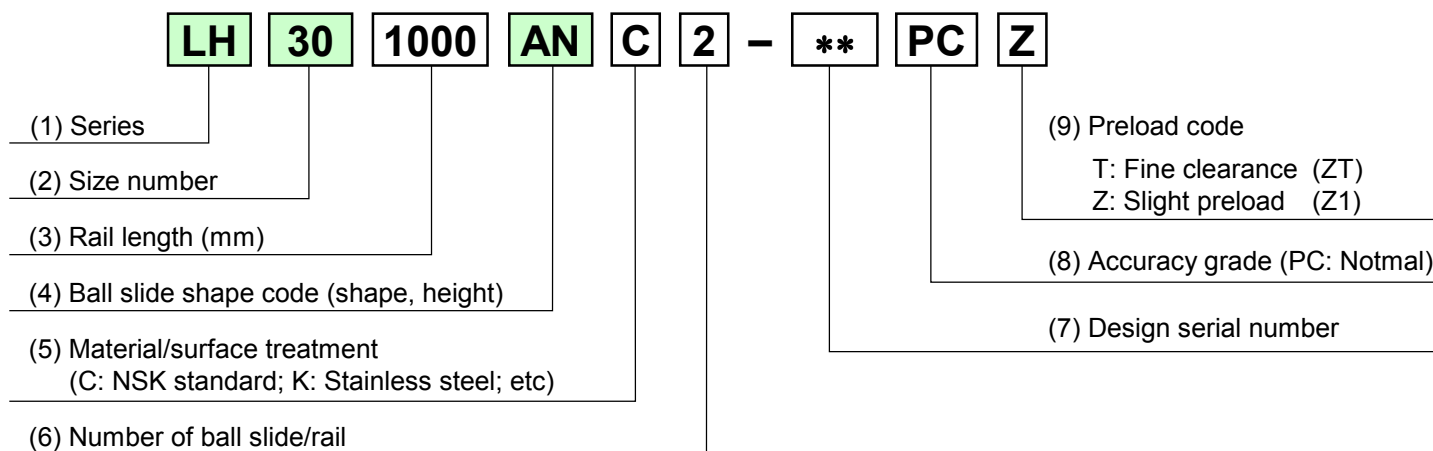 LH 30 1000 AN C 2 – ** PC Z
(1) Series
(2) Size number
(3) Rail length (mm)
(4) Ball slide shape code (shape, height)
(5) Material/surface treatment
(C: NSK standard; K: Stainless steel; etc)
(6) Number of ball slide/rail
(9) Preload code
T: Fine clearance (ZT)
Z: Slight preload (Z1)
(8) Accuracy grade (PC: Notmal)
(7) Design serial number